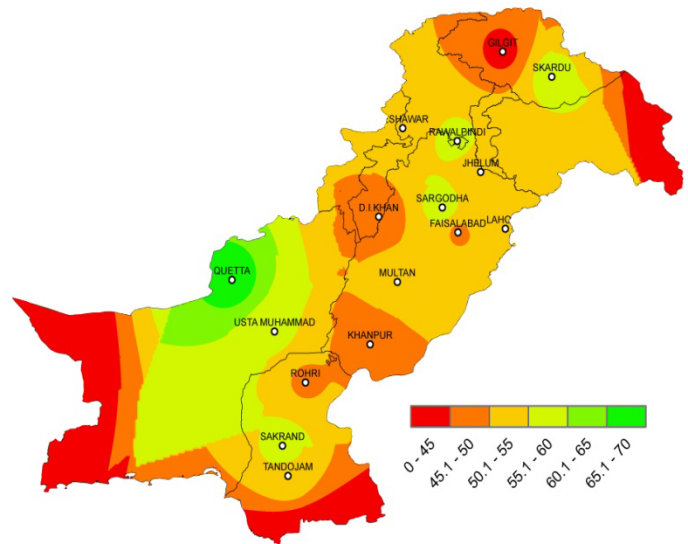 GILGIT
SKARDU
SHAWAR
RAWALPINDI
JHELUM
SARGODHA
D.I.KHAN
FAISALABAD
LAHC
QUETTA
MULTAN
USTA MUHAMMAD
KHANPUR
ROHRI
SAKRAND
TANDOJAM
0 - 45
45.1 - 50
50.1 - 55
55.1 - 60
60.1 - 65
65.1 - 70